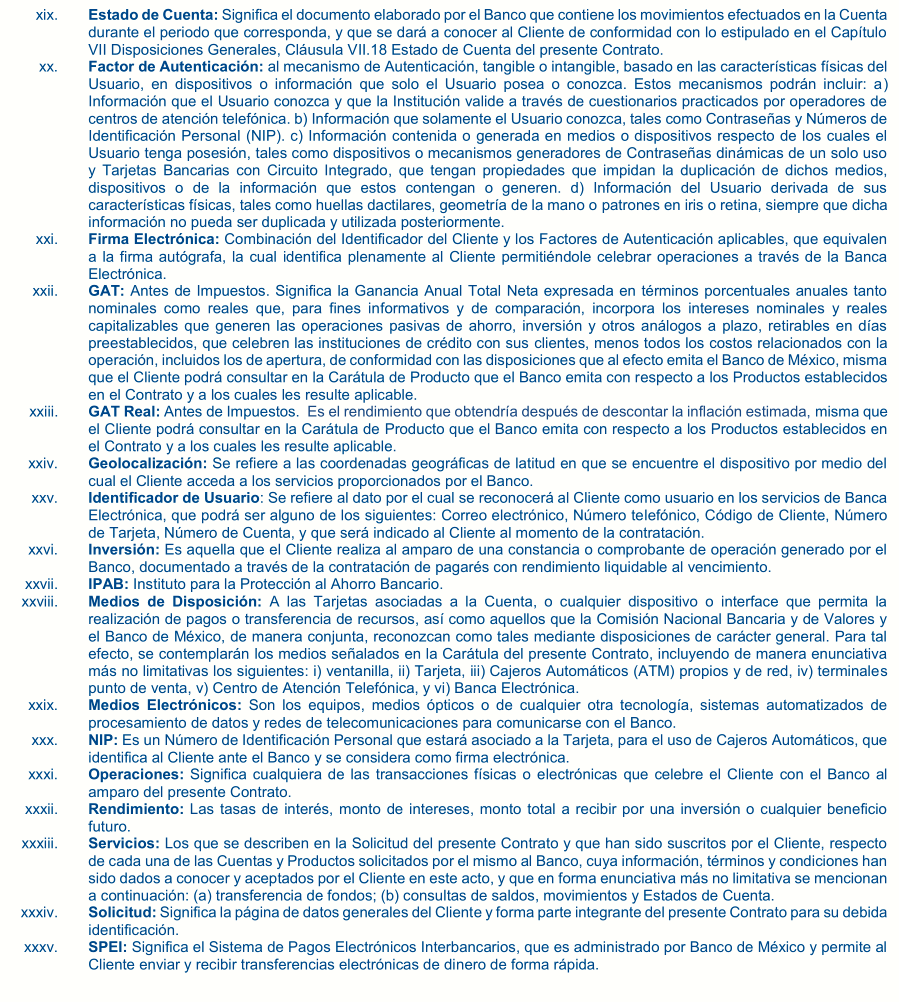 xix. Estado de Cuenta: Significa el documento elaborado por el Banco que contiene los movimientos efectuados en la Cuenta
durante el periodo que corresponda, y que se dará a conocer al Cliente de conformidad con lo estipulado en el Capítulo
VII Disposiciones Generales, Cláusula VII.18 Estado de Cuenta del presente Contrato.
xx. Factor de Autenticación: al mecanismo de Autenticación, tangible o intangible, basado en las características físicas del
Usuario, en dispositivos o información que solo el Usuario posea o conozca. Estos mecanismos podrán incluir: a)
Información que el Usuario conozca y que la Institución valide a través de cuestionarios practicados por operadores de
centros de atención telefónica. b) Información que solamente el Usuario conozca, tales como Contraseñas y Números de
Identificación Personal (NIP). c) Información contenida o generada en medios o dispositivos respecto de los cuales el
Usuario tenga posesión, tales como dispositivos o mecanismos generadores de Contraseñas dinámicas de un solo uso
y Tarjetas Bancarias con Circuito Integrado, que tengan propiedades que impidan la duplicación de dichos medios,
dispositivos o de la información que estos contengan o generen. d) Información del Usuario derivada de sus
características físicas, tales como huellas dactilares, geometría de la mano o patrones en iris o retina, siempre que dicha
información no pueda ser duplicada y utilizada posteriormente.
xxi. Firma Electrónica: Combinación del Identificador del Cliente y los Factores de Autenticación aplicables, que equivalen
a la firma autógrafa, la cual identifica plenamente al Cliente permitiéndole celebrar operaciones a través de la Banca
Electrónica.
xxii. GAT: Antes de Impuestos. Significa la Ganancia Anual Total Neta expresada en términos porcentuales anuales tanto
nominales como reales que, para fines informativos y de comparación, incorpora los intereses nominales y reales
capitalizables que generen las operaciones pasivas de ahorro, inversión y otros análogos a plazo, retirables en días
preestablecidos, que celebren las instituciones de crédito con sus clientes, menos todos los costos relacionados con la
operación, incluidos los de apertura, de conformidad con las disposiciones que al efecto emita el Banco de México, misma
que el Cliente podrá consultar en la Carátula de Producto que el Banco emita con respecto a los Productos establecidos
en el Contrato y a los cuales les resulte aplicable.
xxiii. GAT Real: Antes de Impuestos. Es el rendimiento que obtendría después de descontar la inflación estimada, misma que
el Cliente podrá consultar en la Carátula de Producto que el Banco emita con respecto a los Productos establecidos en
el Contrato y a los cuales les resulte aplicable.
xxiv. Geolocalización: Se refiere a las coordenadas geográficas de latitud en que se encuentre el dispositivo por medio del
cual el Cliente acceda a los servicios proporcionados por el Banco.
xxv. Identificador de Usuario: Se refiere al dato por el cual se reconocerá al Cliente como usuario en los servicios de Banca
Electrónica, que podrá ser alguno de los siguientes: Correo electrónico, Número telefónico, Código de Cliente, Número
de Tarjeta, Número de Cuenta, y que será indicado al Cliente al momento de la contratación.
xxvi. Inversión: Es aquella que el Cliente realiza al amparo de una constancia o comprobante de operación generado por el
Banco, documentado a través de la contratación de pagarés con rendimiento liquidable al vencimiento.
xxvii. IPAB: Instituto para la Protección al Ahorro Bancario.
xxviii. Medios de Disposición: A las Tarjetas asociadas a la Cuenta, o cualquier dispositivo o interface que permita la
realización de pagos o transferencia de recursos, así como aquellos que la Comisión Nacional Bancaria y de Valores y
el Banco de México, de manera conjunta, reconozcan como tales mediante disposiciones de carácter general. Para tal
efecto, se contemplarán los medios señalados en la Carátula del presente Contrato, incluyendo de manera enunciativa
más no limitativas los siguientes: i) ventanilla, ii) Tarjeta, iii) Cajeros Automáticos (ATM) propios y de red, iv) terminales
punto de venta, v) Centro de Atención Telefónica, y vi) Banca Electrónica.
xxix. Medios Electrónicos: Son los equipos, medios ópticos o de cualquier otra tecnología, sistemas automatizados de
procesamiento de datos y redes de telecomunicaciones para comunicarse con el Banco.
xxx. NIP: Es un Número de Identificación Personal que estará asociado a la Tarjeta, para el uso de Cajeros Automáticos, que
identifica al Cliente ante el Banco y se considera como firma electrónica.
xxxi. Operaciones: Significa cualquiera de las transacciones físicas o electrónicas que celebre el Cliente con el Banco al
amparo del presente Contrato.
xxxii. Rendimiento: Las tasas de interés, monto de intereses, monto total a recibir por una inversión o cualquier beneficio
futuro.
xxxiii. Servicios: Los que se describen en la Solicitud del presente Contrato y que han sido suscritos por el Cliente, respecto
de cada una de las Cuentas y Productos solicitados por el mismo al Banco, cuya información, términos y condiciones han
sido dados a conocer y aceptados por el Cliente en este acto, y que en forma enunciativa más no limitativa se mencionan
a continuación: (a) transferencia de fondos; (b) consultas de saldos, movimientos y Estados de Cuenta.
xxxiv. Solicitud: Significa la página de datos generales del Cliente y forma parte integrante del presente Contrato para su debida
identificación.
xxxv. SPEI: Significa el Sistema de Pagos Electrónicos Interbancarios, que es administrado por Banco de México y permite al
Cliente enviar y recibir transferencias electrónicas de dinero de forma rápida.